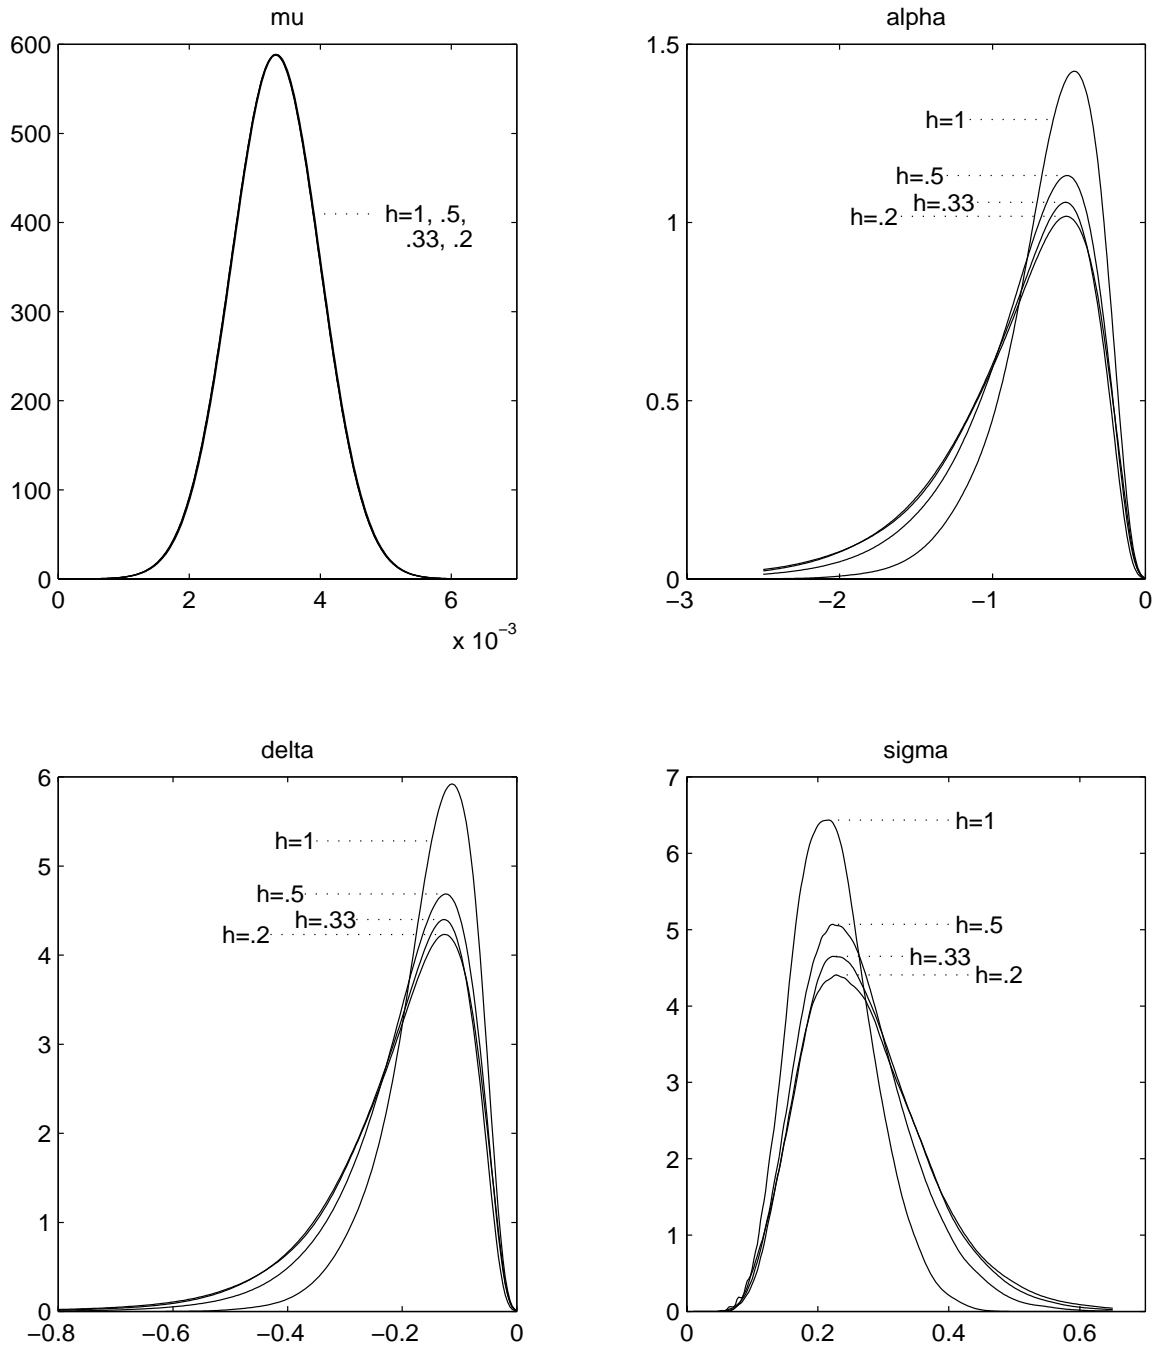 mu
600
500
400
300
200
100
0
0 2 4 6
x 10−3
h=1, .5,
.33, .2
alpha
1.5
1
0.5
0
−3 −2 −1 0
h=1
h=.5
h=.33
h=.2
delta
6
5
4
3
2
1
0
−0.8 −0.6 −0.4 −0.2 0
h=1
h=.5
h=.33
h=.2
sigma
7
6
5
4
3
2
1
0
0 0.2 0.4 0.6
h=1
h=.5
h=.33
h=.2